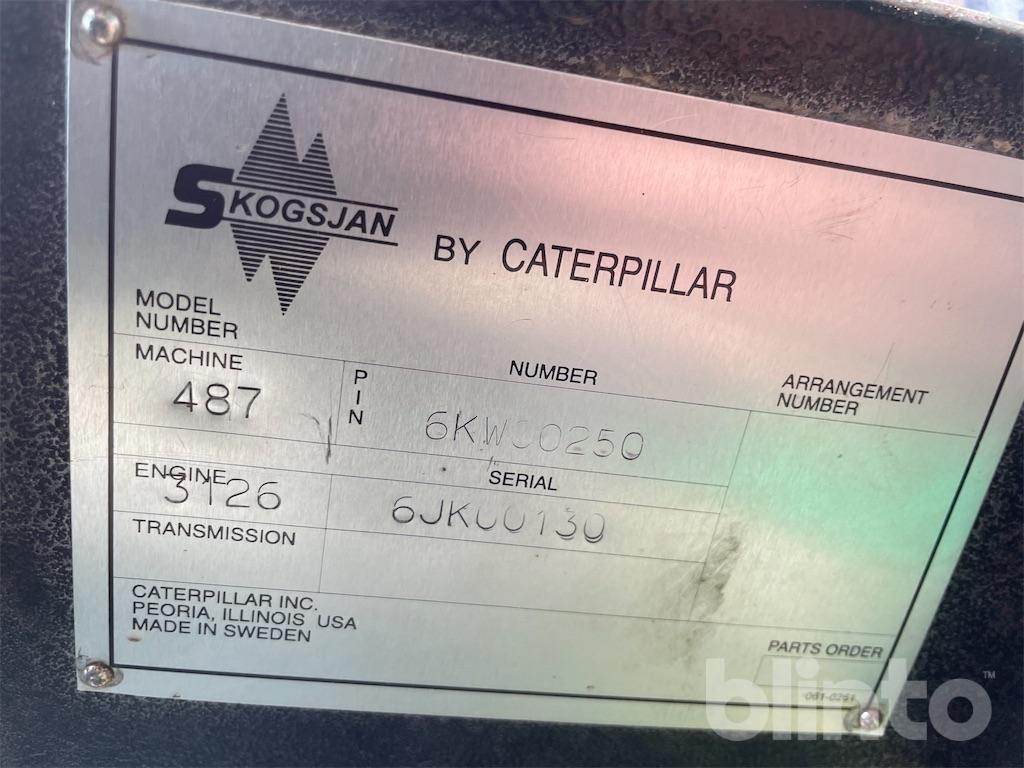 SKOGSJAN BY CATERPILLAR
MODEL
NUMBER
NUMBER
ARRANGEMENT
NUMBER
MACHINE
487
PIN
6KW00250
ENGINE
3126
SERIAL
6JK00130
TRANSMISSION
CATERPILLAR INC.
PEORIA, ILLINOIS USA
MADE IN SWEDEN
PARTS ORDER
blinto™